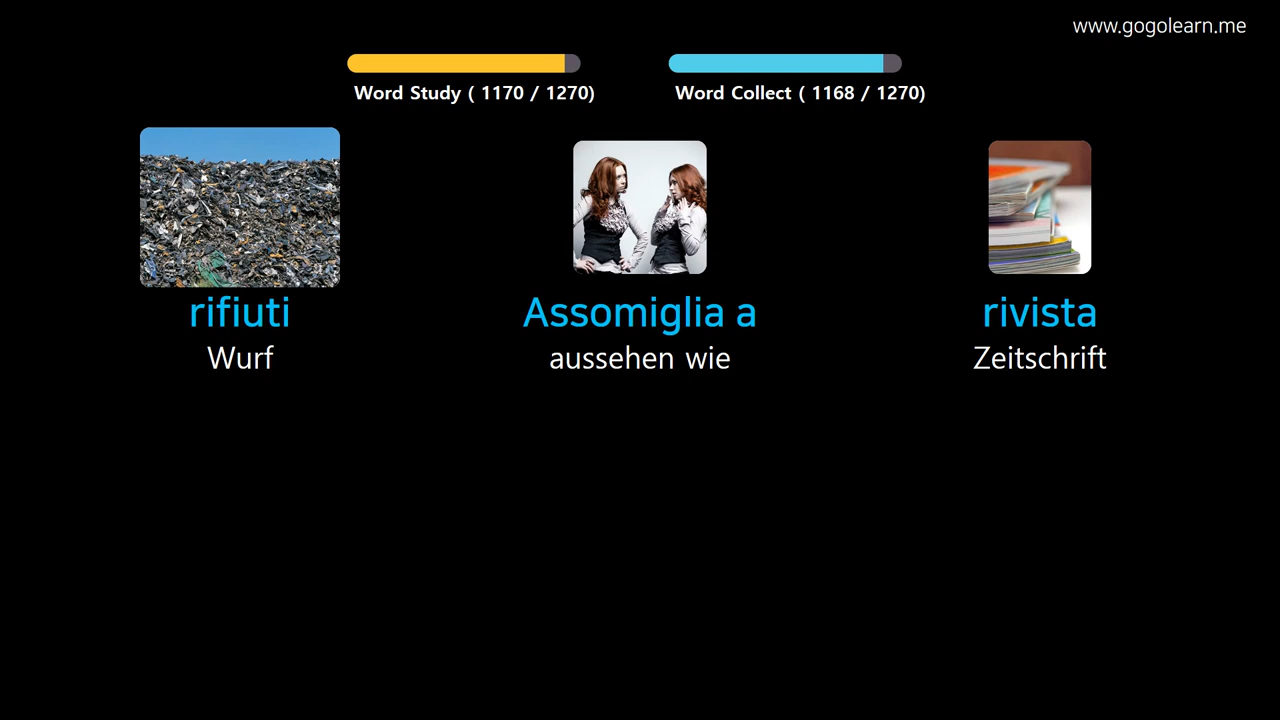 www.gogolearn.me
Word Study ( 1170 / 1270)
Word Collect ( 1168 / 1270)
rifiuti
Wurf
Assomiglia a
aussehen wie
rivista
Zeitschrift